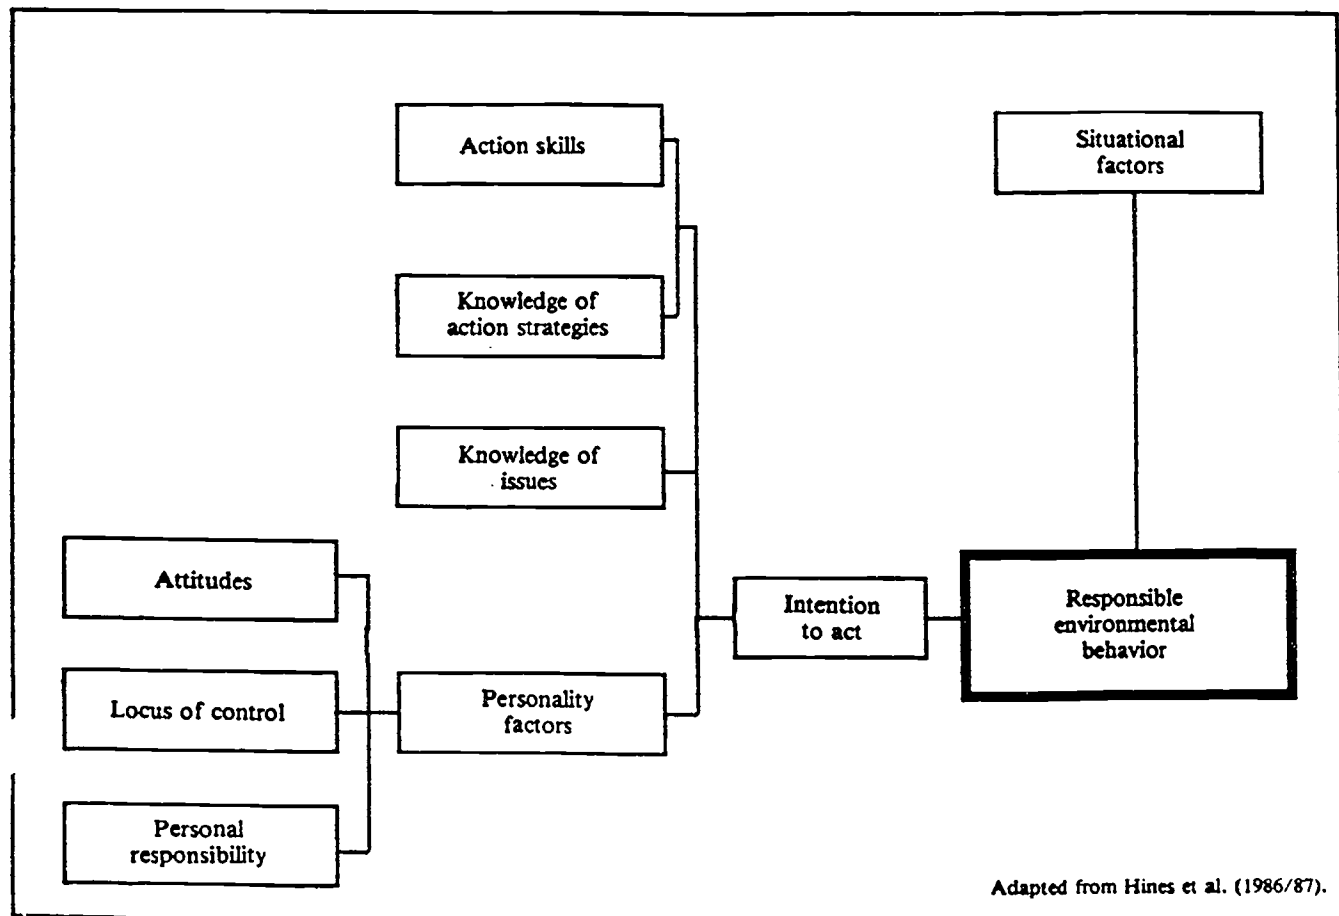 Action skills
Situational
factors
Knowledge of
action strategies
Knowledge of
issues
Attitudes
Intention
to act
Responsible
environmental
behavior
Locus of control
Personality
factors
Personal
responsibility
Adapted from Hines et al. (1986/87).